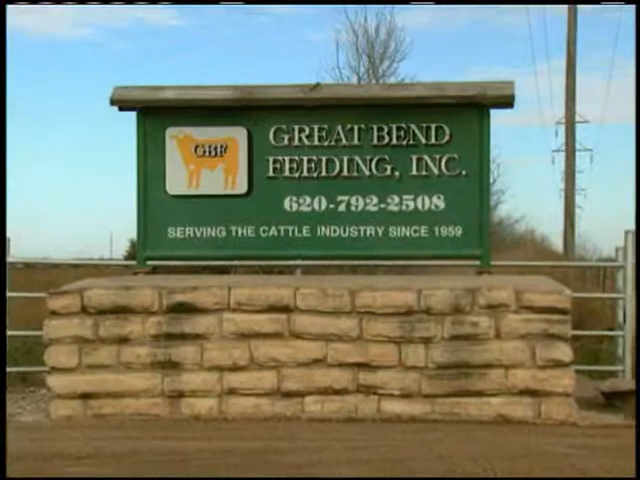 GBF
GREAT BEND
FEEDING, INC.
620-792-2508
SERVING THE CATTLE INDUSTRY SINCE 1959